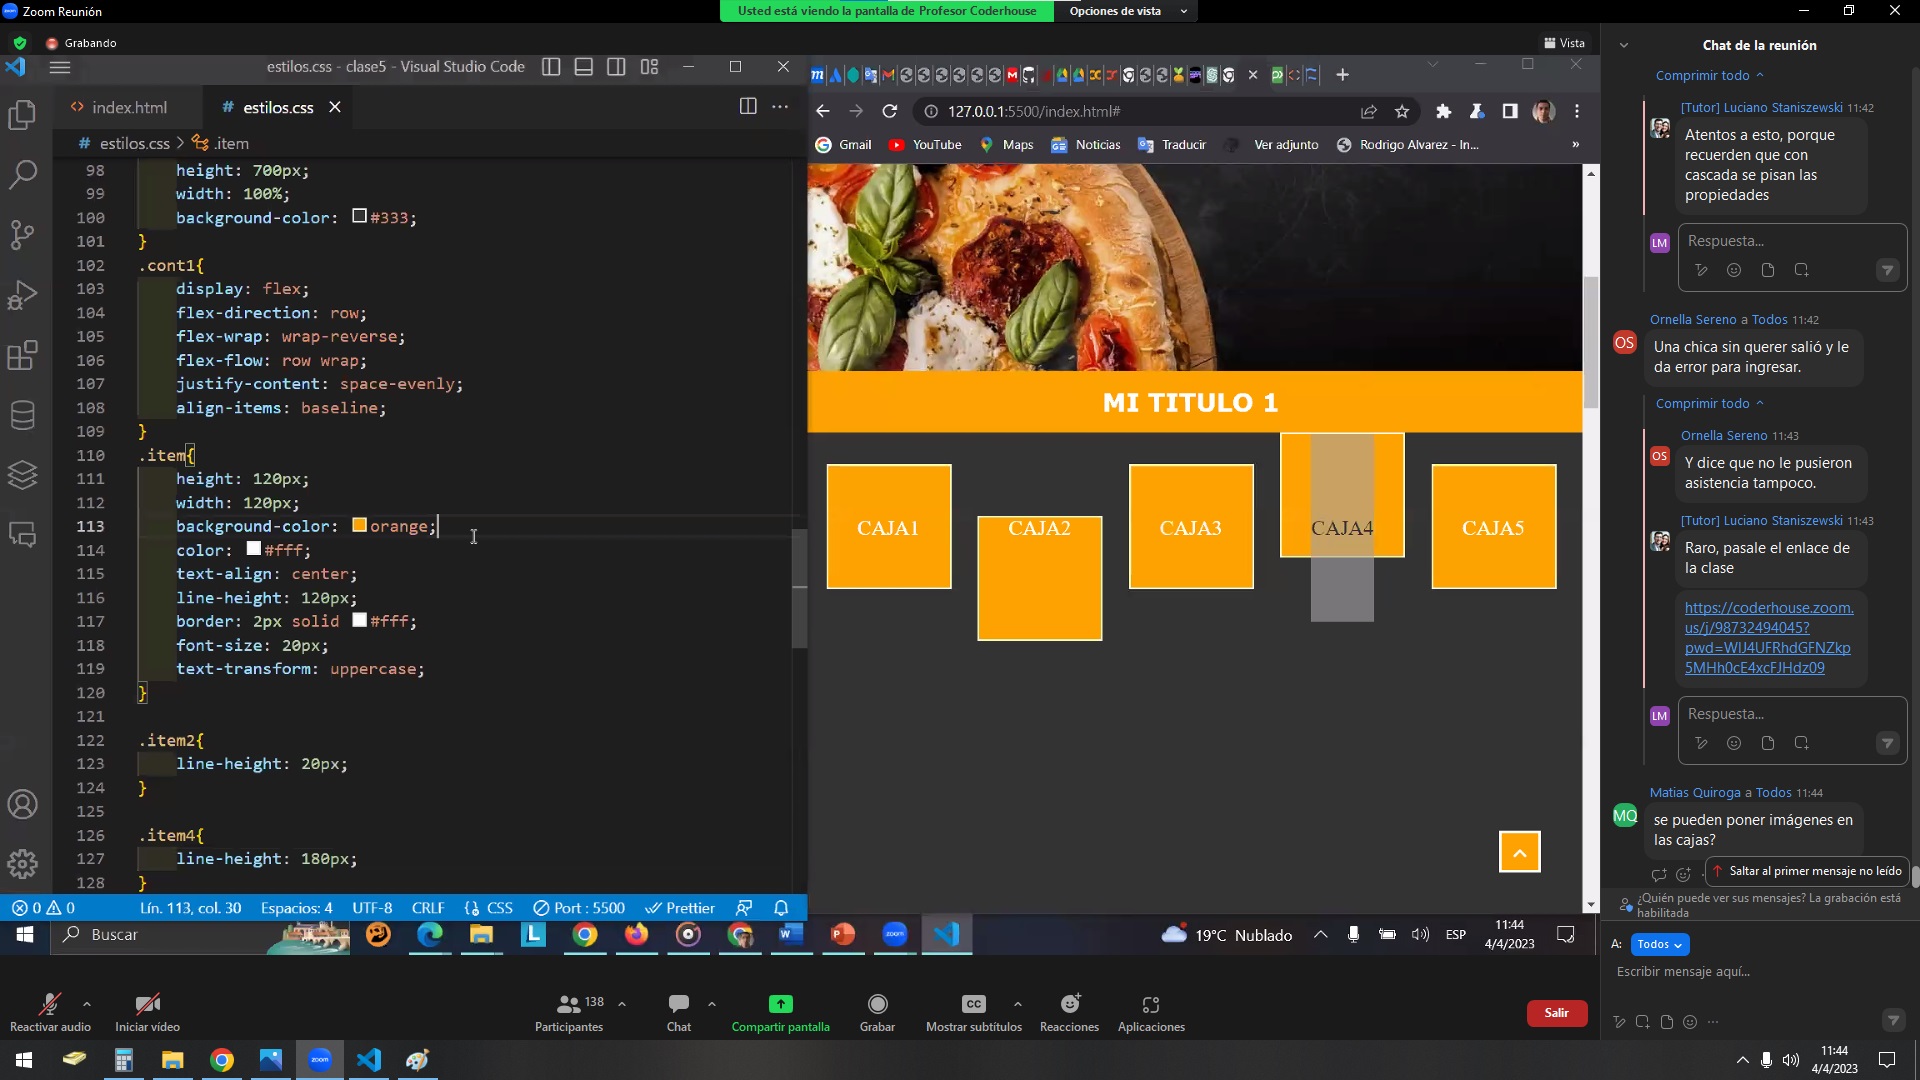 Zoom Reunión
Usted está viendo la pantalla de Profesor Coderhouse
Opciones de vista
Grabando
Vista
estilos.css - clase5 - Visual Studio Code
index.html
# estilos.css
# estilos.css > .item
98 height: 700px;
99 width: 100%;
100 background-color: #333;
101 }
102 .cont1{
103 display: flex;
104 flex-direction: row;
105 flex-wrap: wrap-reverse;
106 flex-flow: row wrap;
107 justify-content: space-evenly;
108 align-items: baseline;
109 }
110 .item{
111 height: 120px;
112 width: 120px;
113 background-color: orange;
114 color: #fff;
115 text-align: center;
116 line-height: 120px;
117 border: 2px solid #fff;
118 font-size: 20px;
119 text-transform: uppercase;
120 }
121
122 .item2{
123 line-height: 20px;
124 }
125
126 .item4{
127 line-height: 180px;
128 }
0 0 Lín. 113, col. 30 Espacios: 4 UTF-8 CRLF {} CSS Port : 5500 Prettier
127.0.0.1:5500/index.html#
Gmail YouTube Maps Noticias Traducir Ver adjunto Rodrigo Alvarez - In... »
MI TITULO 1
CAJA1 CAJA2 CAJA3 CAJA4 CAJA5
Buscar
19°C Nublado
ESP
11:44
4/4/2023
Chat de la reunión
Comprimir todo
[Tutor] Luciano Staniszewski 11:42
Atentos a esto, porque
recuerden que con
cascada se pisan las
propiedades
LM
Respuesta...
Ornella Sereno a Todos 11:42
OS
Una chica sin querer salió y le
da error para ingresar.
Comprimir todo
Ornella Sereno 11:43
OS
Y dice que no le pusieron
asistencia tampoco.
[Tutor] Luciano Staniszewski 11:43
Raro, pasale el enlace de
la clase
https://coderhouse.zoom.
us/j/98732494045?
pwd=WlJ4UFRhdGFNZkp
5MHh0cE4xcFJHdz09
LM
Respuesta...
Matias Quiroga a Todos 11:44
MQ
se pueden poner imágenes en
las cajas?
Saltar al primer mensaje no leído
¿Quién puede ver sus mensajes? La grabación está
habilitada
A: Todos
Escribir mensaje aquí...
Reactivar audio
Iniciar vídeo
138
Participantes
Chat
Compartir pantalla
Grabar
CC
Mostrar subtítulos
Reacciones
Aplicaciones
Salir
zoom
11:44
4/4/2023